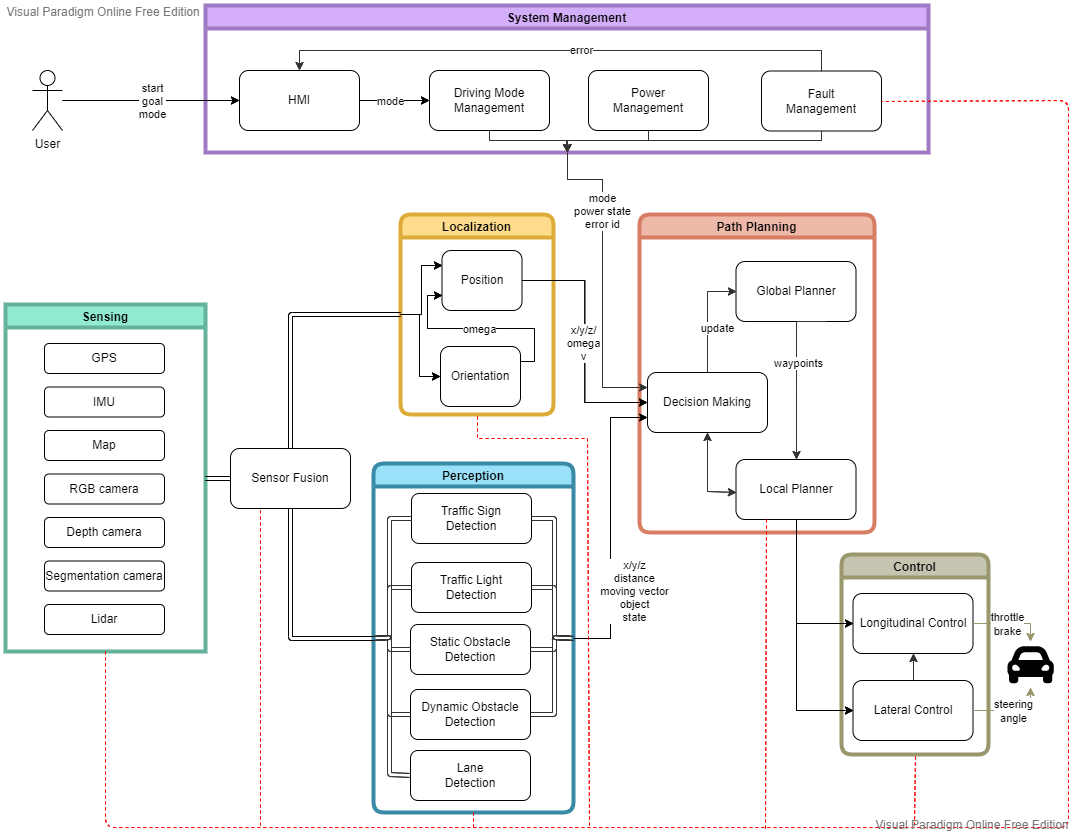 Visual Paradigm Online Free Edition
System Management
error
User
start
goal
mode
HMI
mode
Driving Mode
Management
Power
Management
Fault
Management
mode
power state
error id
Localization
Position
omega
Orientation
x/y/z/
omega
v
Path Planning
Global Planner
update
waypoints
Decision Making
Local Planner
Sensing
GPS
IMU
Map
RGB camera
Depth camera
Segmentation camera
Lidar
Sensor Fusion
Perception
Traffic Sign
Detection
Traffic Light
Detection
Static Obstacle
Detection
Dynamic Obstacle
Detection
Lane
Detection
x/y/z
distance
moving vector
object
state
Control
Longitudinal Control
Lateral Control
throttle
brake
steering
angle
Visual Paradigm Online Free Edition